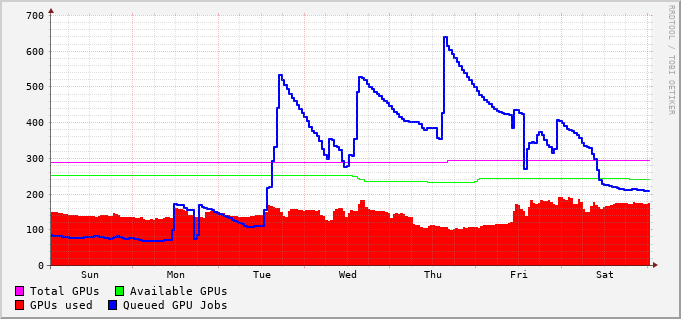 700
600
500
400
300
200
100
0
Sun Mon Tue Wed Thu Fri Sat
Total GPUs Available GPUs
GPUs used Queued GPU Jobs
RRDTOOL / TOBI OETIKER